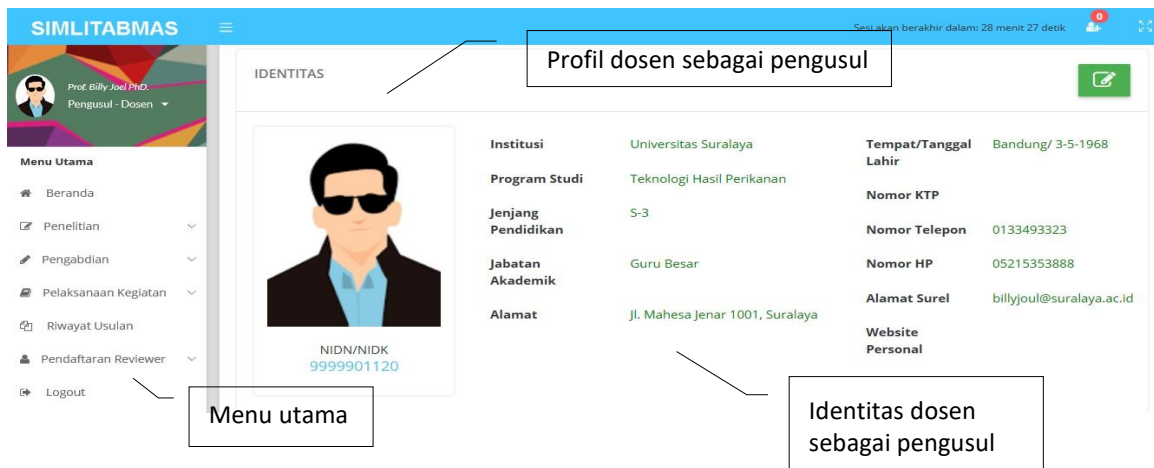 SIMLITABMAS
Sesi akan berakhir dalam: 28 menit 27 detik
0
Profil dosen sebagai pengusul
Prof. Billy Joel PhD.
Pengusul - Dosen
Menu Utama
Beranda
Penelitian
Pengabdian
Pelaksanaan Kegiatan
Riwayat Usulan
Pendaftaran Reviewer
Logout
Menu utama
IDENTITAS
NIDN/NIDK
9999901120
Institusi Universitas Suralaya
Program Studi Teknologi Hasil Perikanan
Jenjang S-3
Pendidikan
Jabatan Guru Besar
Akademik
Alamat Jl. Mahesa Jenar 1001, Suralaya
Tempat/Tanggal Bandung/ 3-5-1968
Lahir
Nomor KTP
Nomor Telepon 0133493323
Nomor HP 05215353888
Alamat Surel billyjoul@suralaya.ac.id
Website
Personal
Identitas dosen
sebagai pengusul